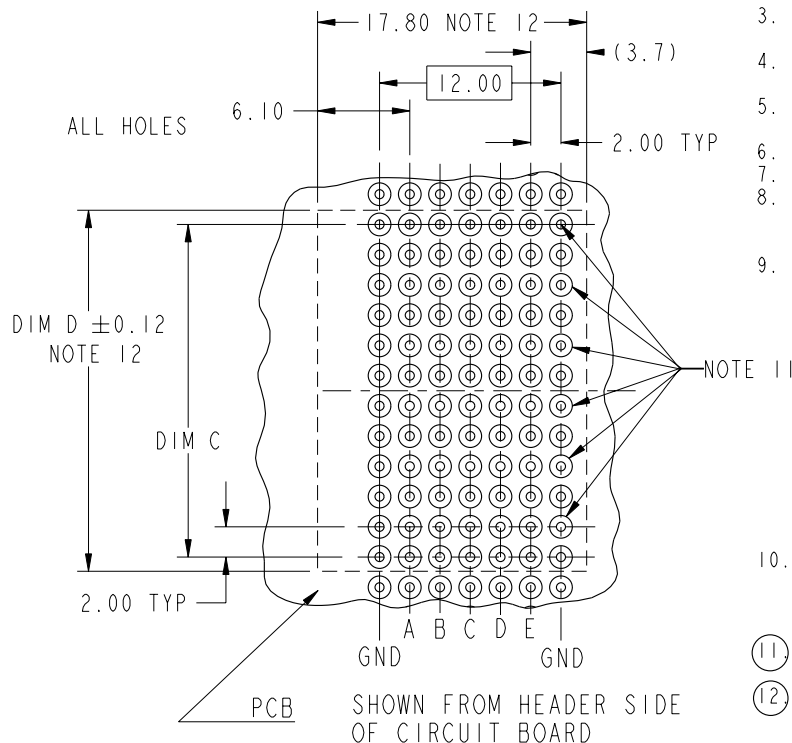 17.80 NOTE 12
(3.7)
12.00
6.10
ALL HOLES
2.00 TYP
DIM D ±0.12
NOTE 12
DIM C
NOTE 11
2.00 TYP
A B C D E
GND GND
PCB
SHOWN FROM HEADER SIDE
OF CIRCUIT BOARD
3.
4.
5.
6.
7.
8.
9.
10.
11.
12.